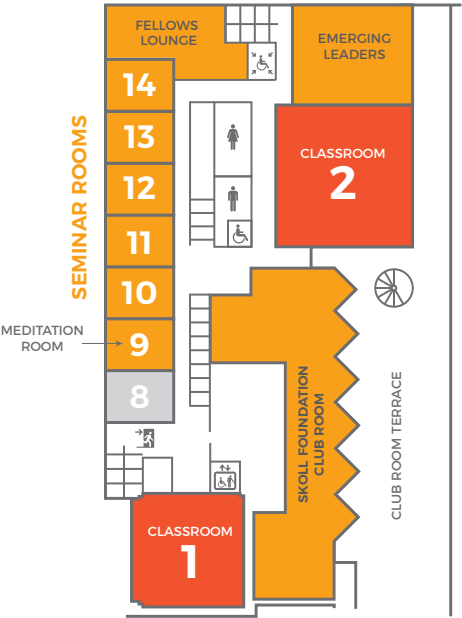 FELLOWS
LOUNGE
EMERGING
LEADERS
14
13
12
11
10
9
8
SEMINAR ROOMS
MEDITATION
ROOM
CLASSROOM
2
SKOLL FOUNDATION
CLUB ROOM
CLUB ROOM TERRACE
CLASSROOM
1